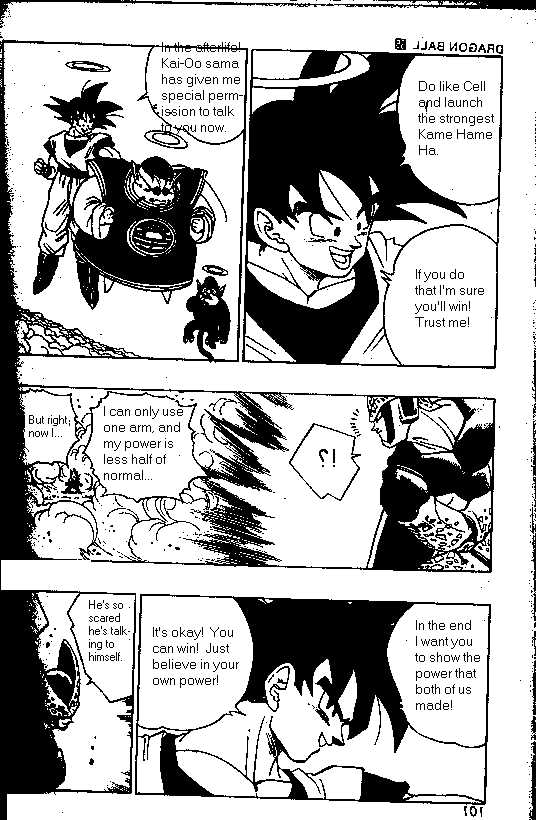 DRAGON BALL
In the afterlife!
Kai-Oo sama
has given me
special perm-
ission to talk
to you now.
Do like Cell
and launch
the strongest
Kame Hame
Ha.
If you do
that I'm sure
you'll win!
Trust me!
But right
now I...
I can only use
one arm, and
my power is
less half of
normal...
!?
He's so
scared
he's talk-
ing to
himself.
It's okay! You
can win! Just
believe in your
own power!
In the end
I want you
to show the
power that
both of us
made!
101